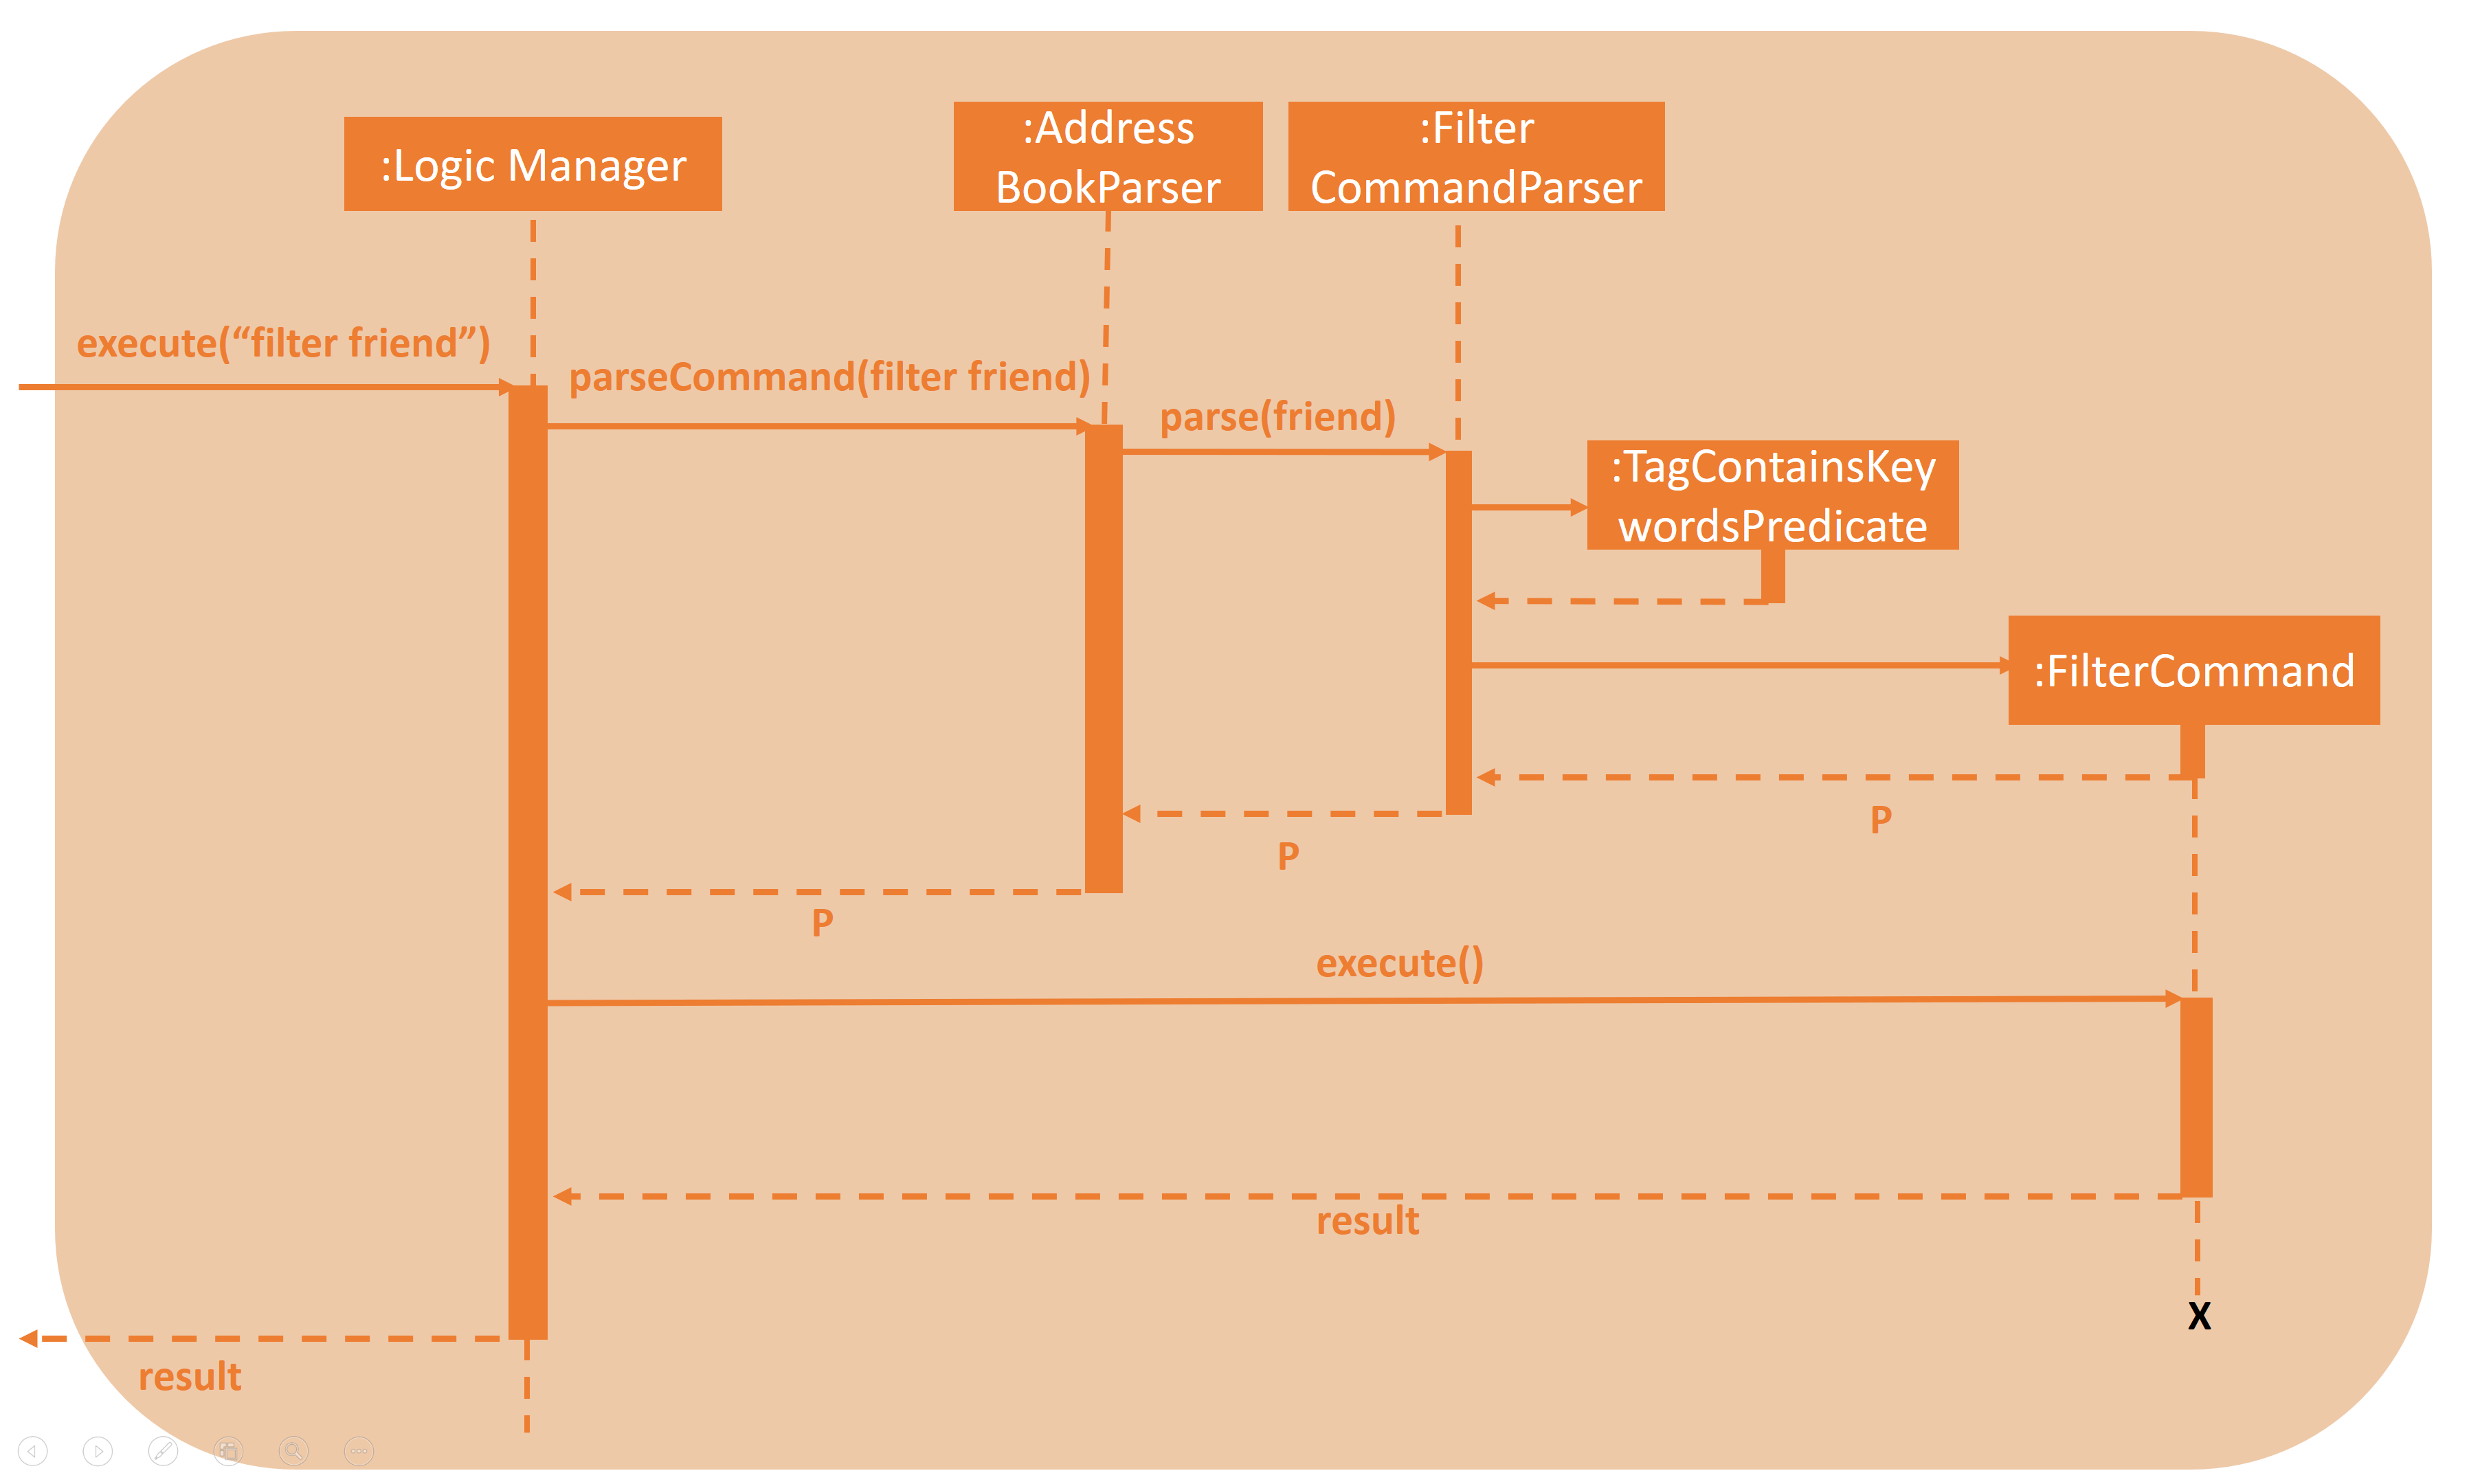 :Logic Manager
:Address
BookParser
:Filter
CommandParser
execute(“filter friend”)
parseCommand(filter friend)
parse(friend)
:TagContainsKey
wordsPredicate
:FilterCommand
P
P
P
execute()
result
X
result